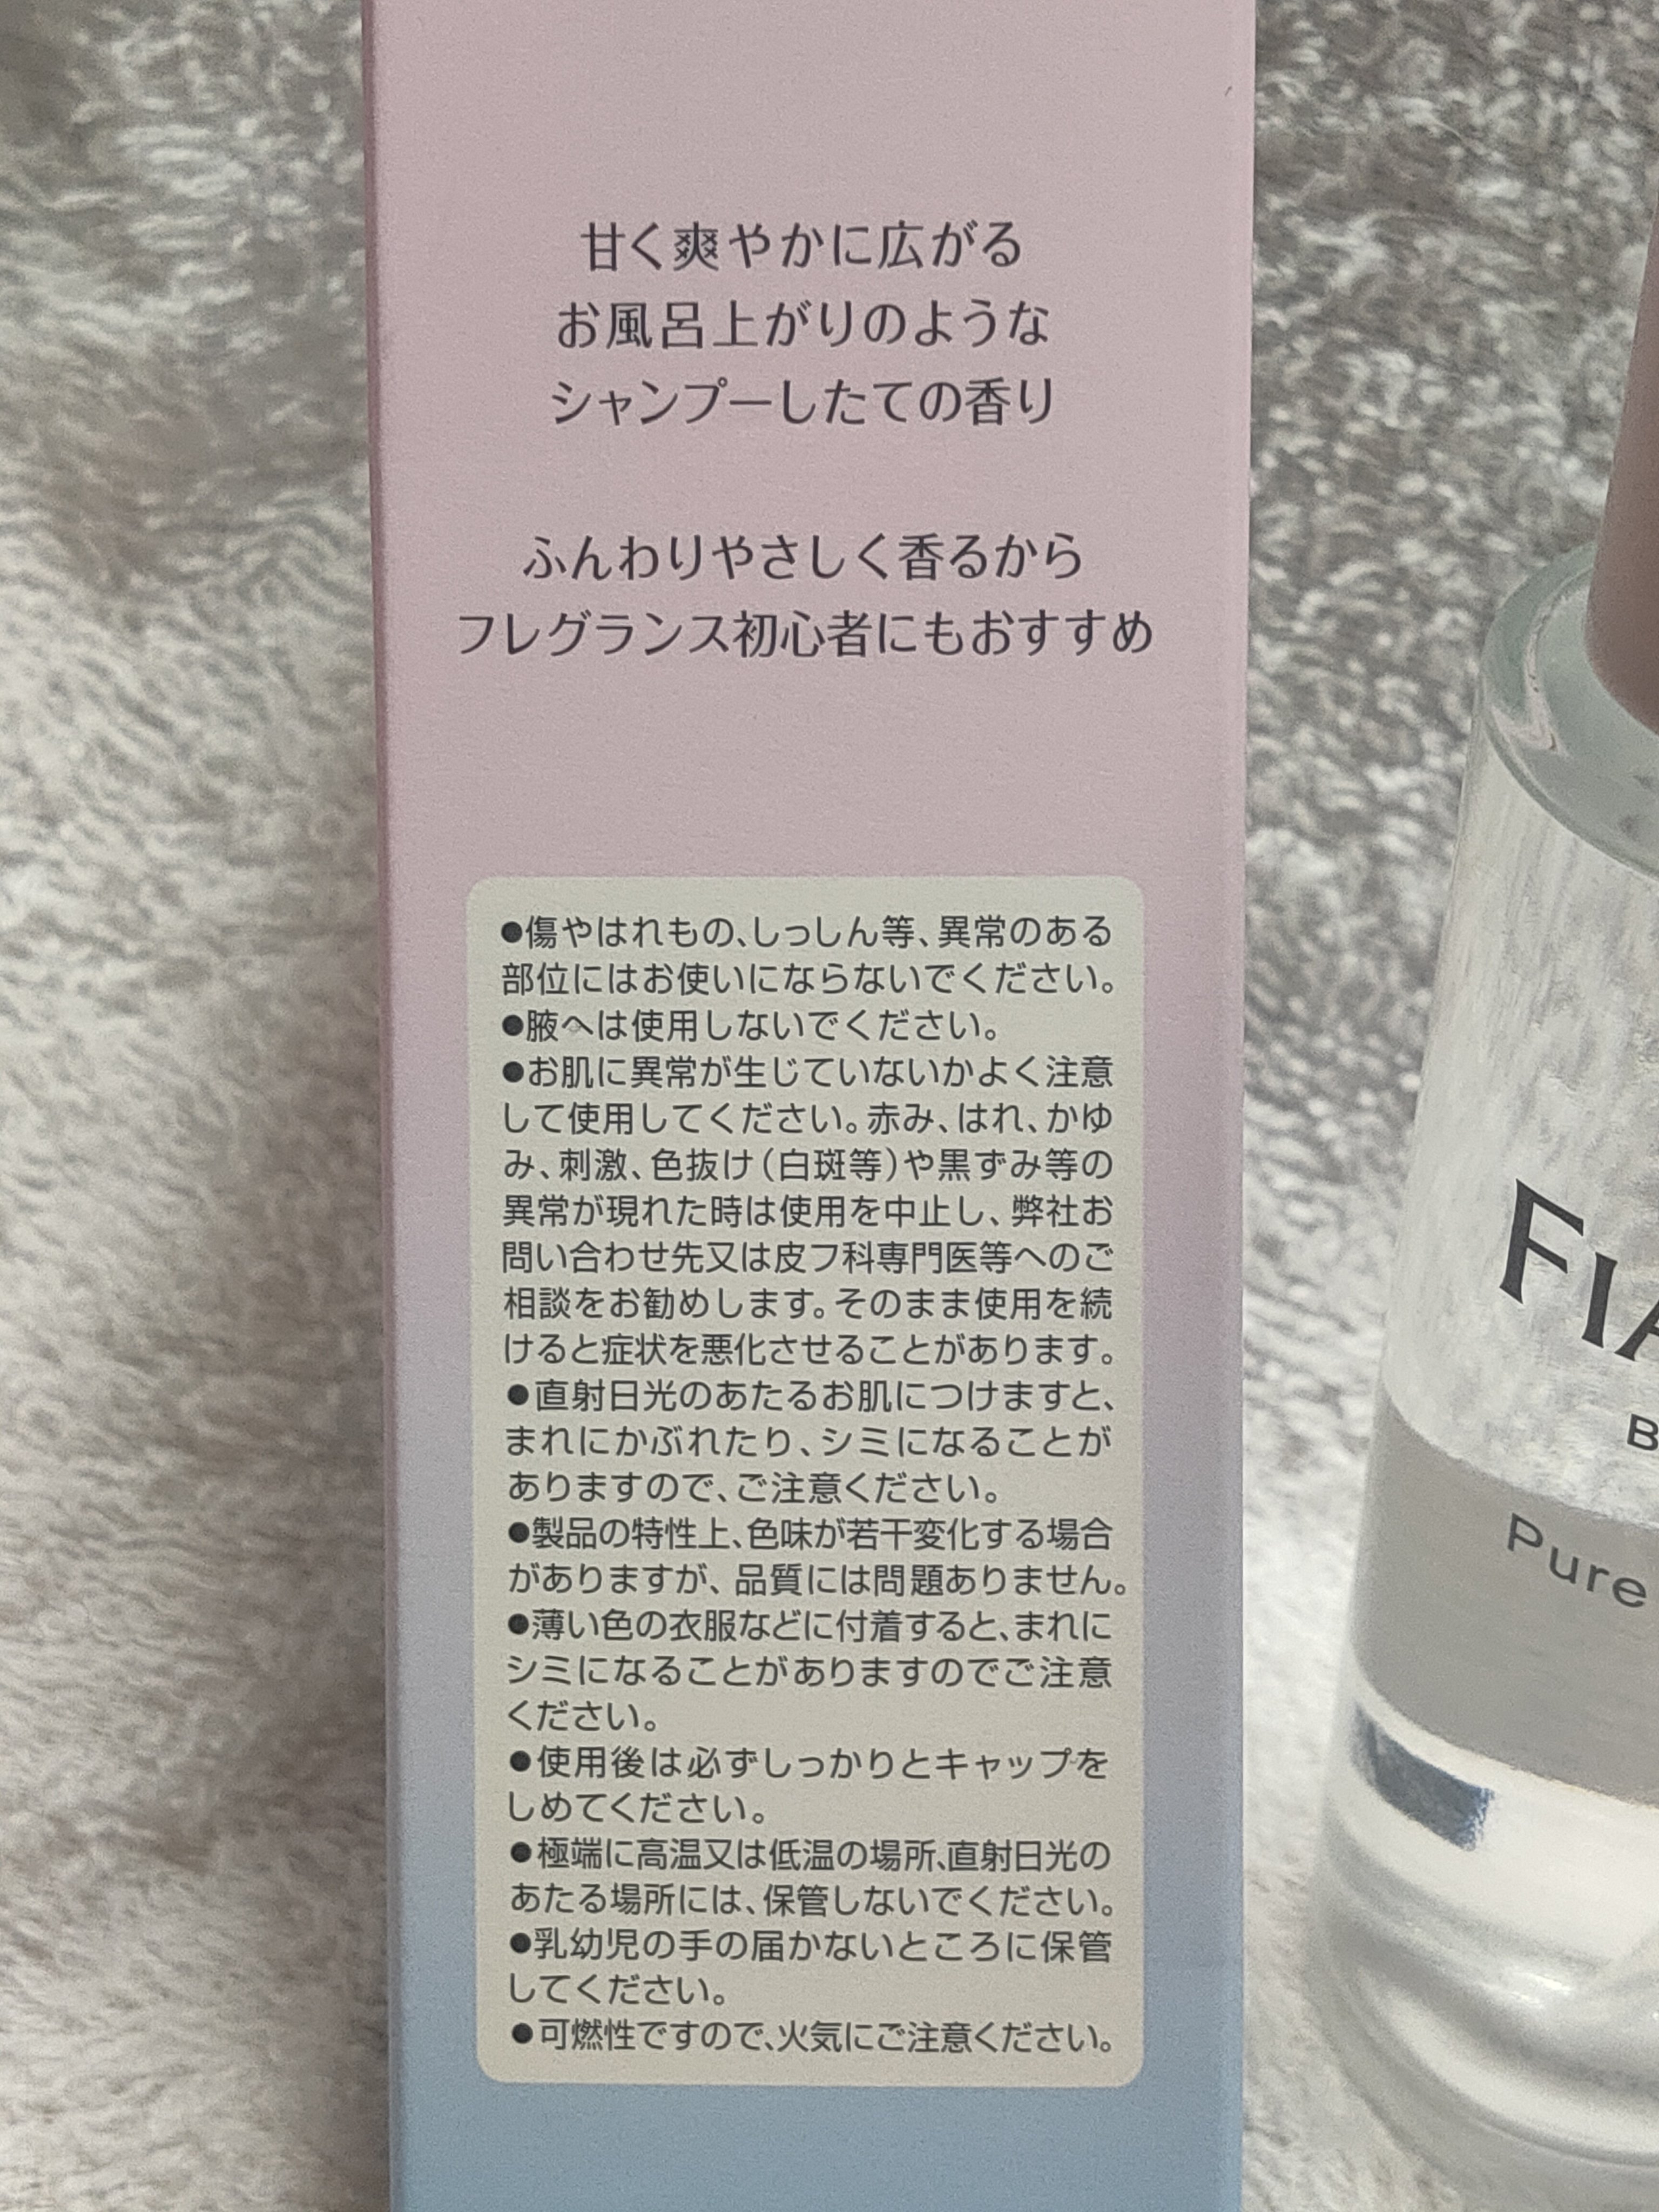 甘く爽やかに広がる
お風呂上がりのような
シャンプーしたての香り
ふんわりやさしく香るから
フレグランス初心者にもおすすめ
●傷やはれもの、しっしん等、異常のある
部位にはお使いにならないでください。
●腋へは使用しないでください。
●お肌に異常が生じていないかよく注意
して使用してください。赤み、はれ、かゆ
み、刺激、色抜け(白斑等)や黒ずみ等の
異常が現れた時は使用を中止し、弊社お
問い合わせ先又は皮フ科専門医等へのご
相談をお勧めします。そのまま使用を続
けると症状を悪化させることがあります。
●直射日光のあたるお肌につけますと、
まれにかぶれたり、シミになることが
ありますので、ご注意ください。
●製品の特性上、色味が若干変化する場合
がありますが、品質には問題ありません。
●薄い色の衣服などに付着すると、まれに
シミになることがありますのでご注意
ください。
●使用後は必ずしっかりとキャップを
しめてください。
●極端に高温又は低温の場所、直射日光の
あたる場所には、保管しないでください。
●乳幼児の手の届かないところに保管
してください。
●可燃性ですので、火気にご注意ください。
FIA
B
Pure